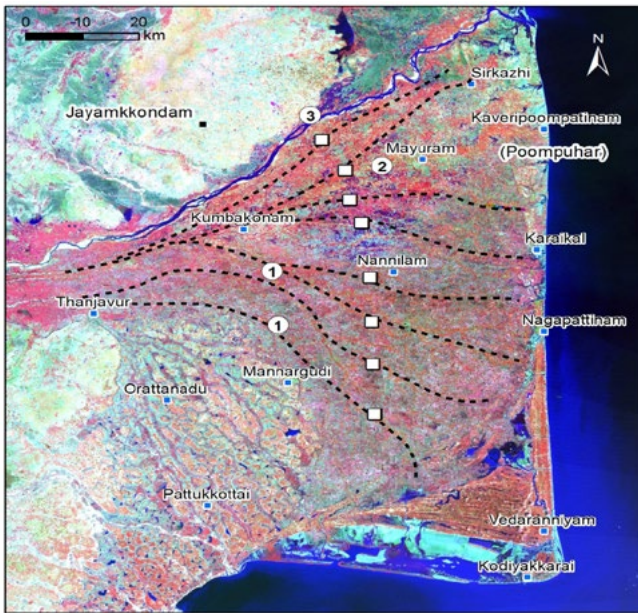 20 10 0 20
km
N
Sirkazhi
Jayamkkondam
3
Kaveripoompatinam
Mayuram
(Poompuhar)
2
Kumbakonam
Karaikal
1
Nannilam
Thanjavur
1
Nagapattinam
Mannargudi
Orattanadu
Pattukkottai
Vedaranniyam
Kodiyakkarai